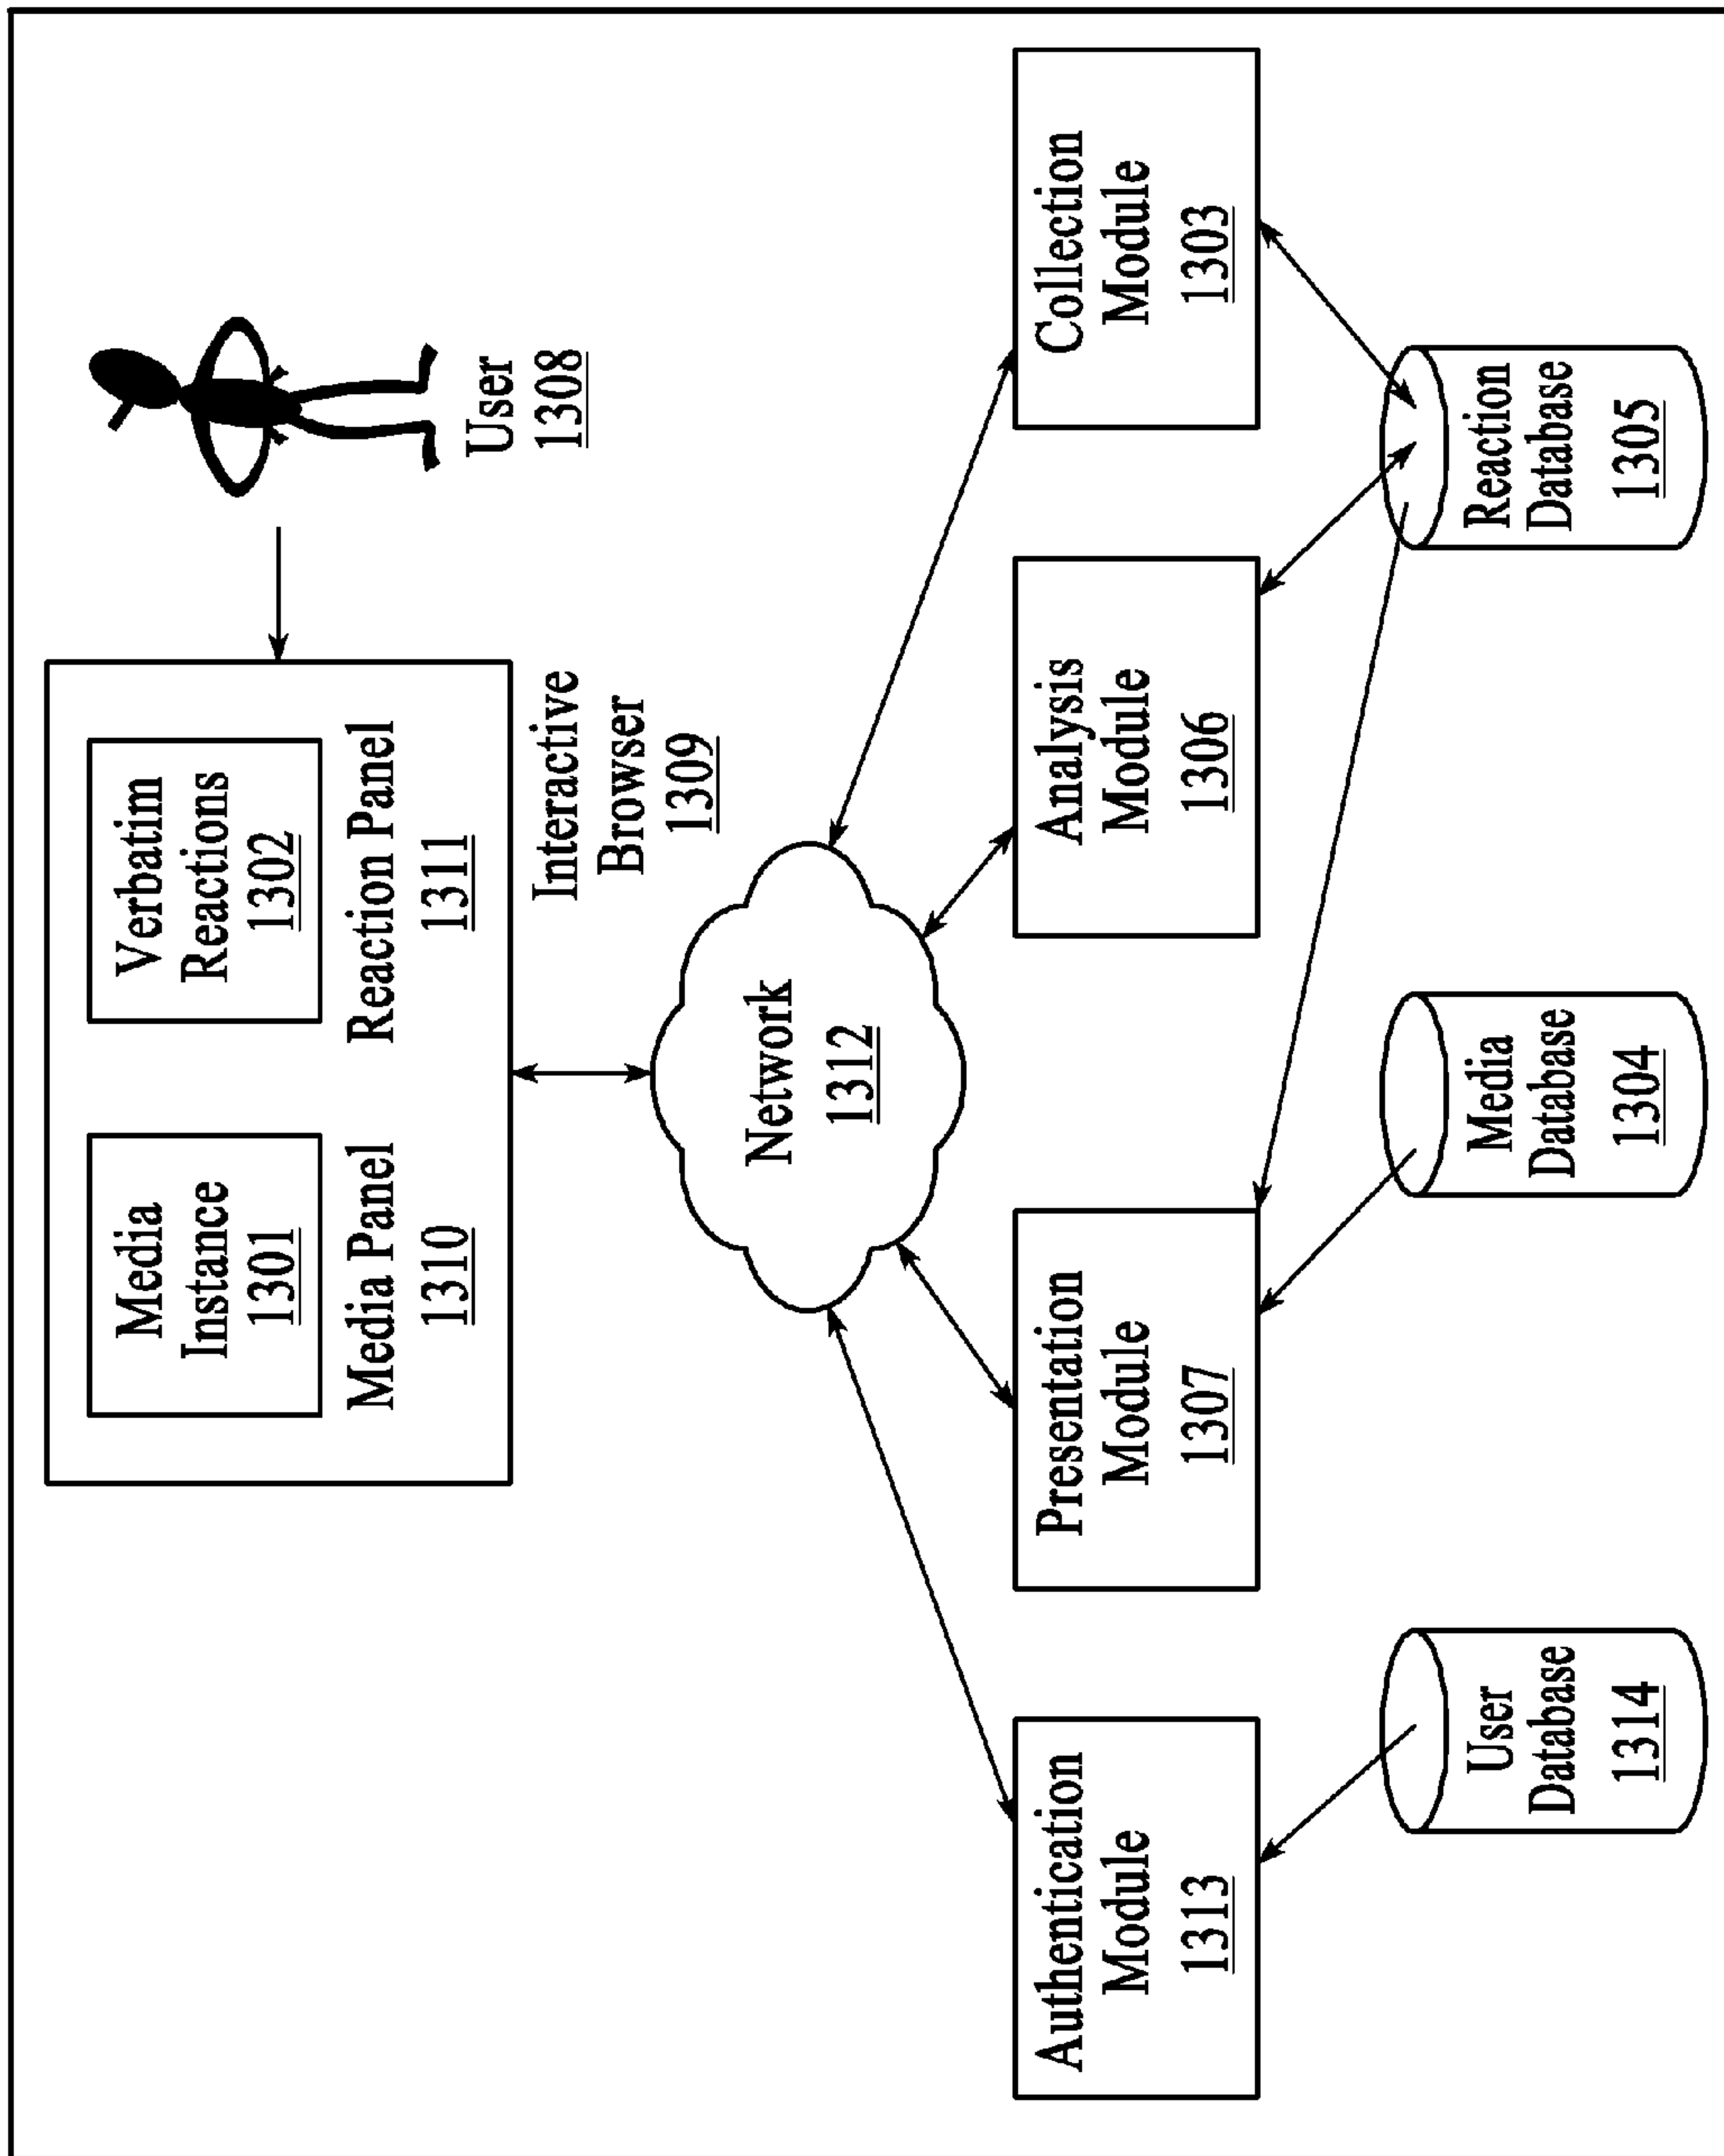 Media
Instance
1301
Media Panel
1310
Verbatim
Reactions
1302
Reaction Panel
1311
User
1308
Interactive
Browser
1309
Network
1312
Authentication
Module
1313
Presentation
Module
1307
Analysis
Module
1306
Collection
Module
1303
User
Database
1314
Media
Database
1304
Reaction
Database
1305